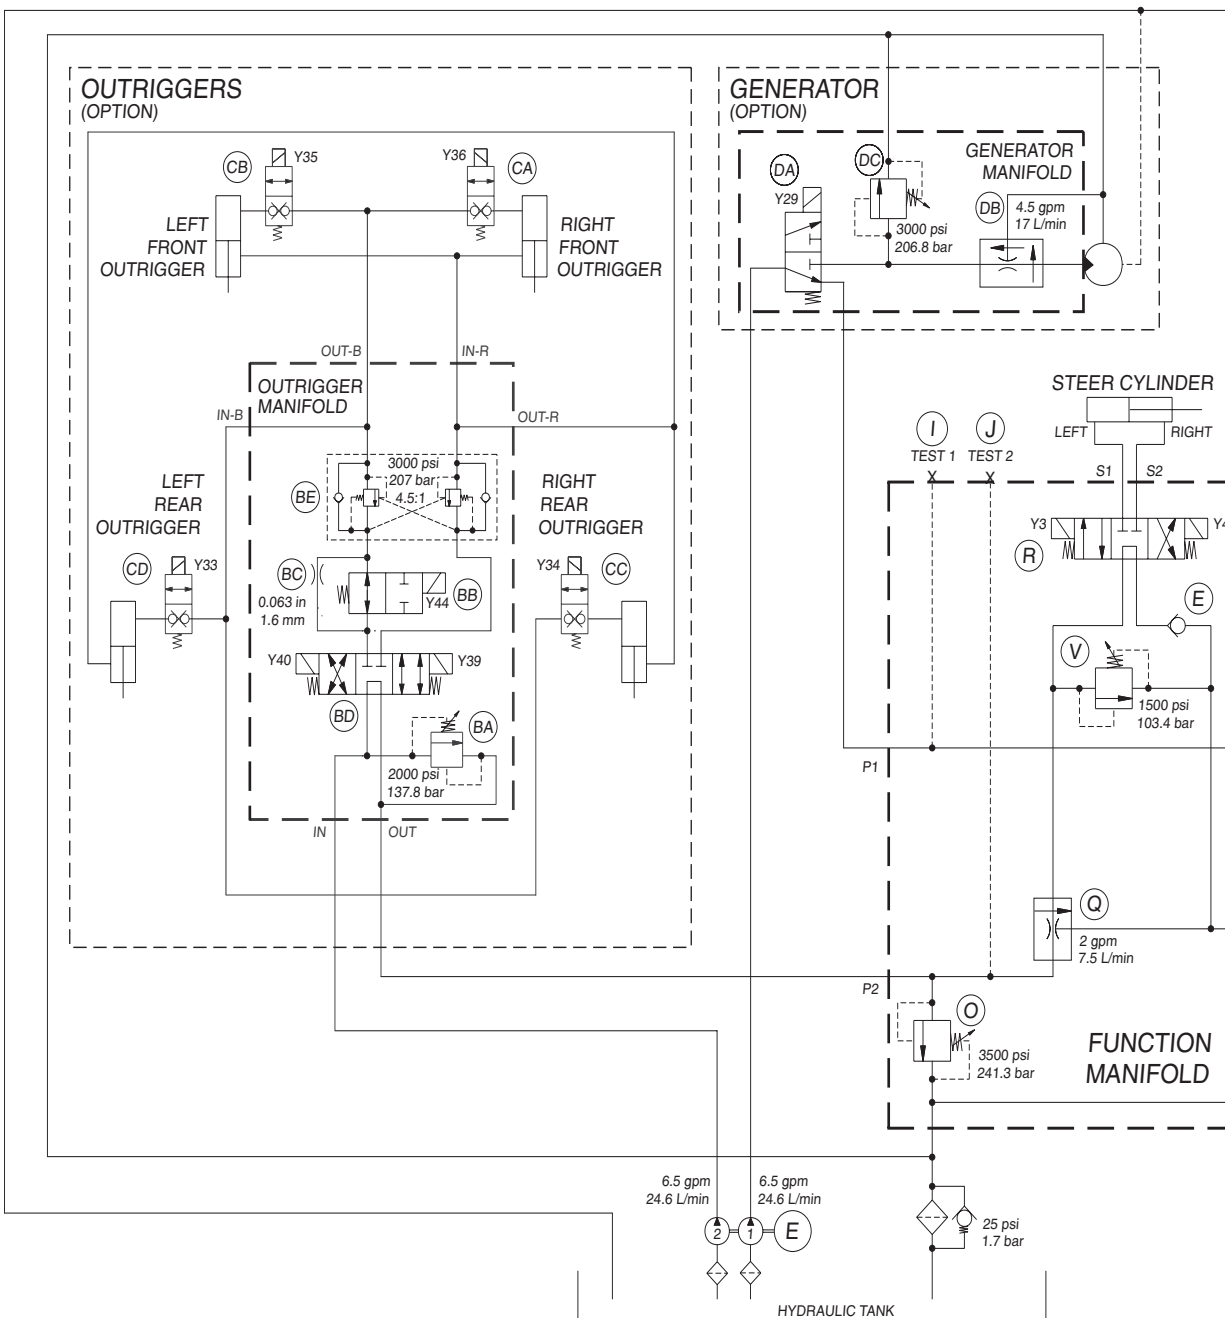 OUTRIGGERS
(OPTION)
CB
Y35
Y36
CA
LEFT
FRONT
OUTRIGGER
RIGHT
FRONT
OUTRIGGER
OUT-B
IN-R
OUTRIGGER
MANIFOLD
IN-B
OUT-R
3000 psi
207 bar
4.5:1
BE
LEFT
REAR
OUTRIGGER
RIGHT
REAR
OUTRIGGER
CD
Y33
Y34
CC
BC
0.063 in
1.6 mm
BB
Y44
Y40
Y39
BD
BA
2000 psi
137.8 bar
IN
OUT
GENERATOR
(OPTION)
GENERATOR
MANIFOLD
DA
Y29
DC
3000 psi
206.8 bar
DB
4.5 gpm
17 L/min
STEER CYLINDER
LEFT
RIGHT
I
TEST 1
J
TEST 2
S1
S2
Y3
Y4
R
E
V
1500 psi
103.4 bar
P1
Q
2 gpm
7.5 L/min
P2
O
3500 psi
241.3 bar
FUNCTION
MANIFOLD
6.5 gpm
24.6 L/min
6.5 gpm
24.6 L/min
2
1
E
25 psi
1.7 bar
HYDRAULIC TANK